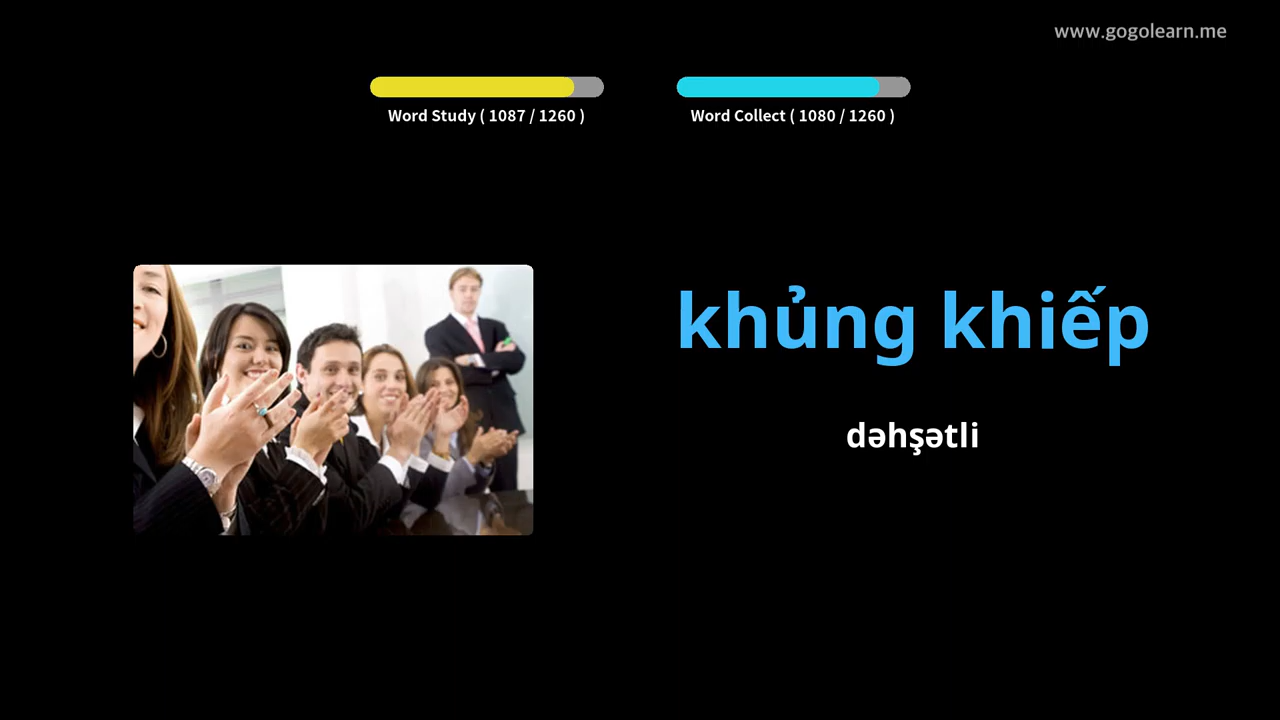 www.gogolearn.me
Word Study ( 1087 / 1260 )
Word Collect ( 1080 / 1260 )
khủng khiếp
dəhşətli